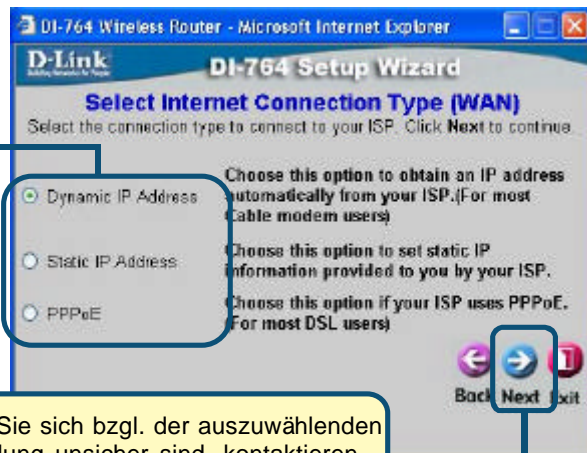 DI-764 Wireless Router - Microsoft Internet Explorer
D-Link
Building Networks for People
DI-764 Setup Wizard
Select Internet Connection Type (WAN)
Select the connection type to connect to your ISP. Click Next to continue.
Dynamic IP Address
Choose this option to obtain an IP address
automatically from your ISP.(For most
Cable modem users)
Static IP Address
Choose this option to set static IP
information provided to you by your ISP.
PPPoE
Choose this option if your ISP uses PPPoE.
(For most DSL users)
Back Next Exit
Sie sich bzgl. der auszuwählenden
unsicher sind, kontaktieren